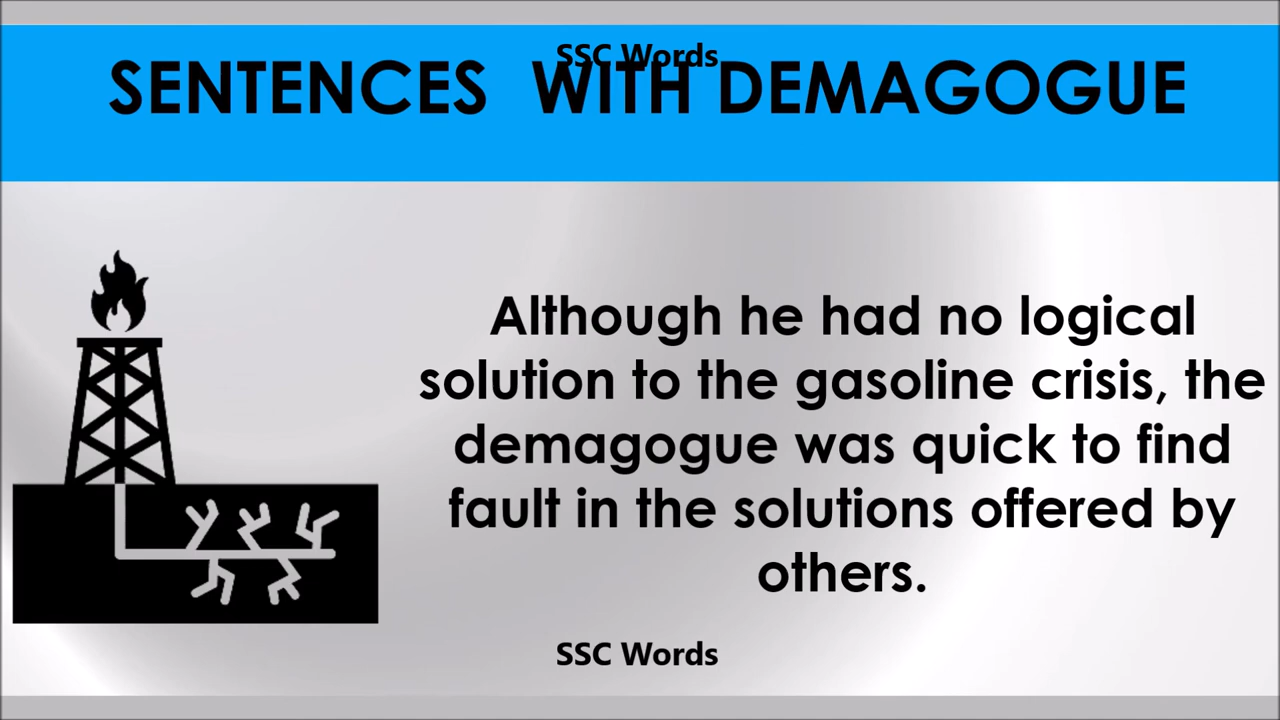 SSC Words
SENTENCES WITH DEMAGOGUE
Although he had no logical
solution to the gasoline crisis, the
demagogue was quick to find
fault in the solutions offered by
others.
SSC Words